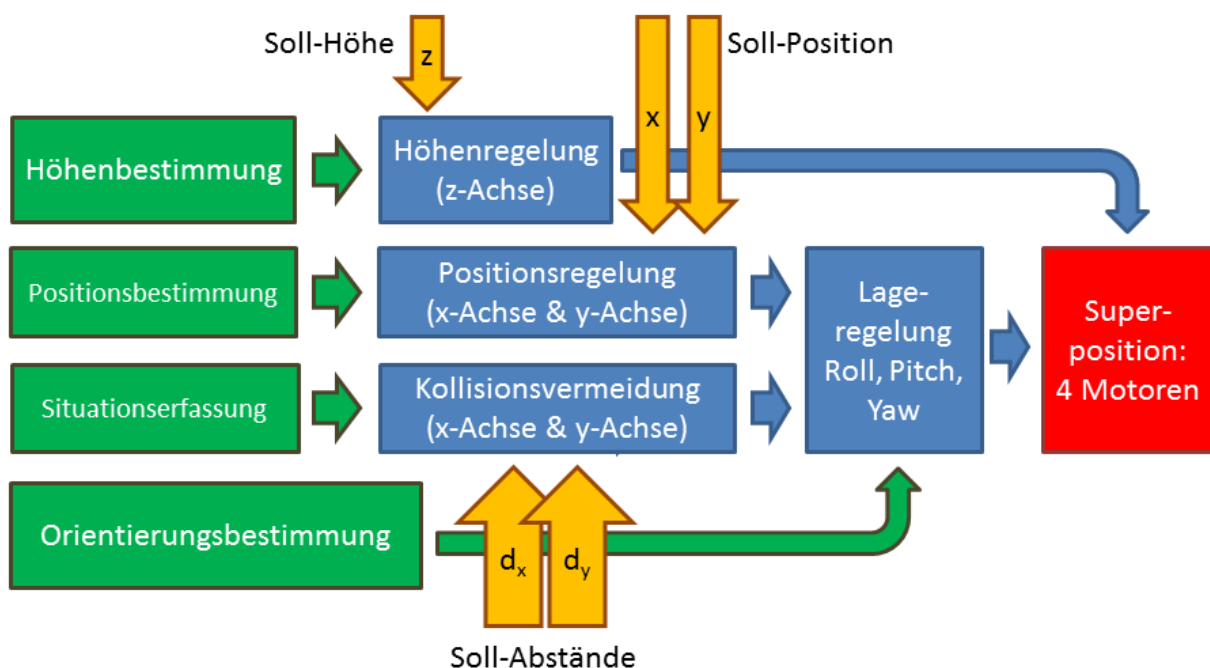 Soll-Höhe
z
Soll-Position
x
y
Höhenbestimmung
Höhenregelung
(z-Achse)
Positionsbestimmung
Positionsregelung
(x-Achse & y-Achse)
Lage-
regelung
Roll, Pitch,
Yaw
Super-
position:
4 Motoren
Situationserfassung
Kollisionsvermeidung
(x-Achse & y-Achse)
Orientierungsbestimmung
dx
dy
Soll-Abstände